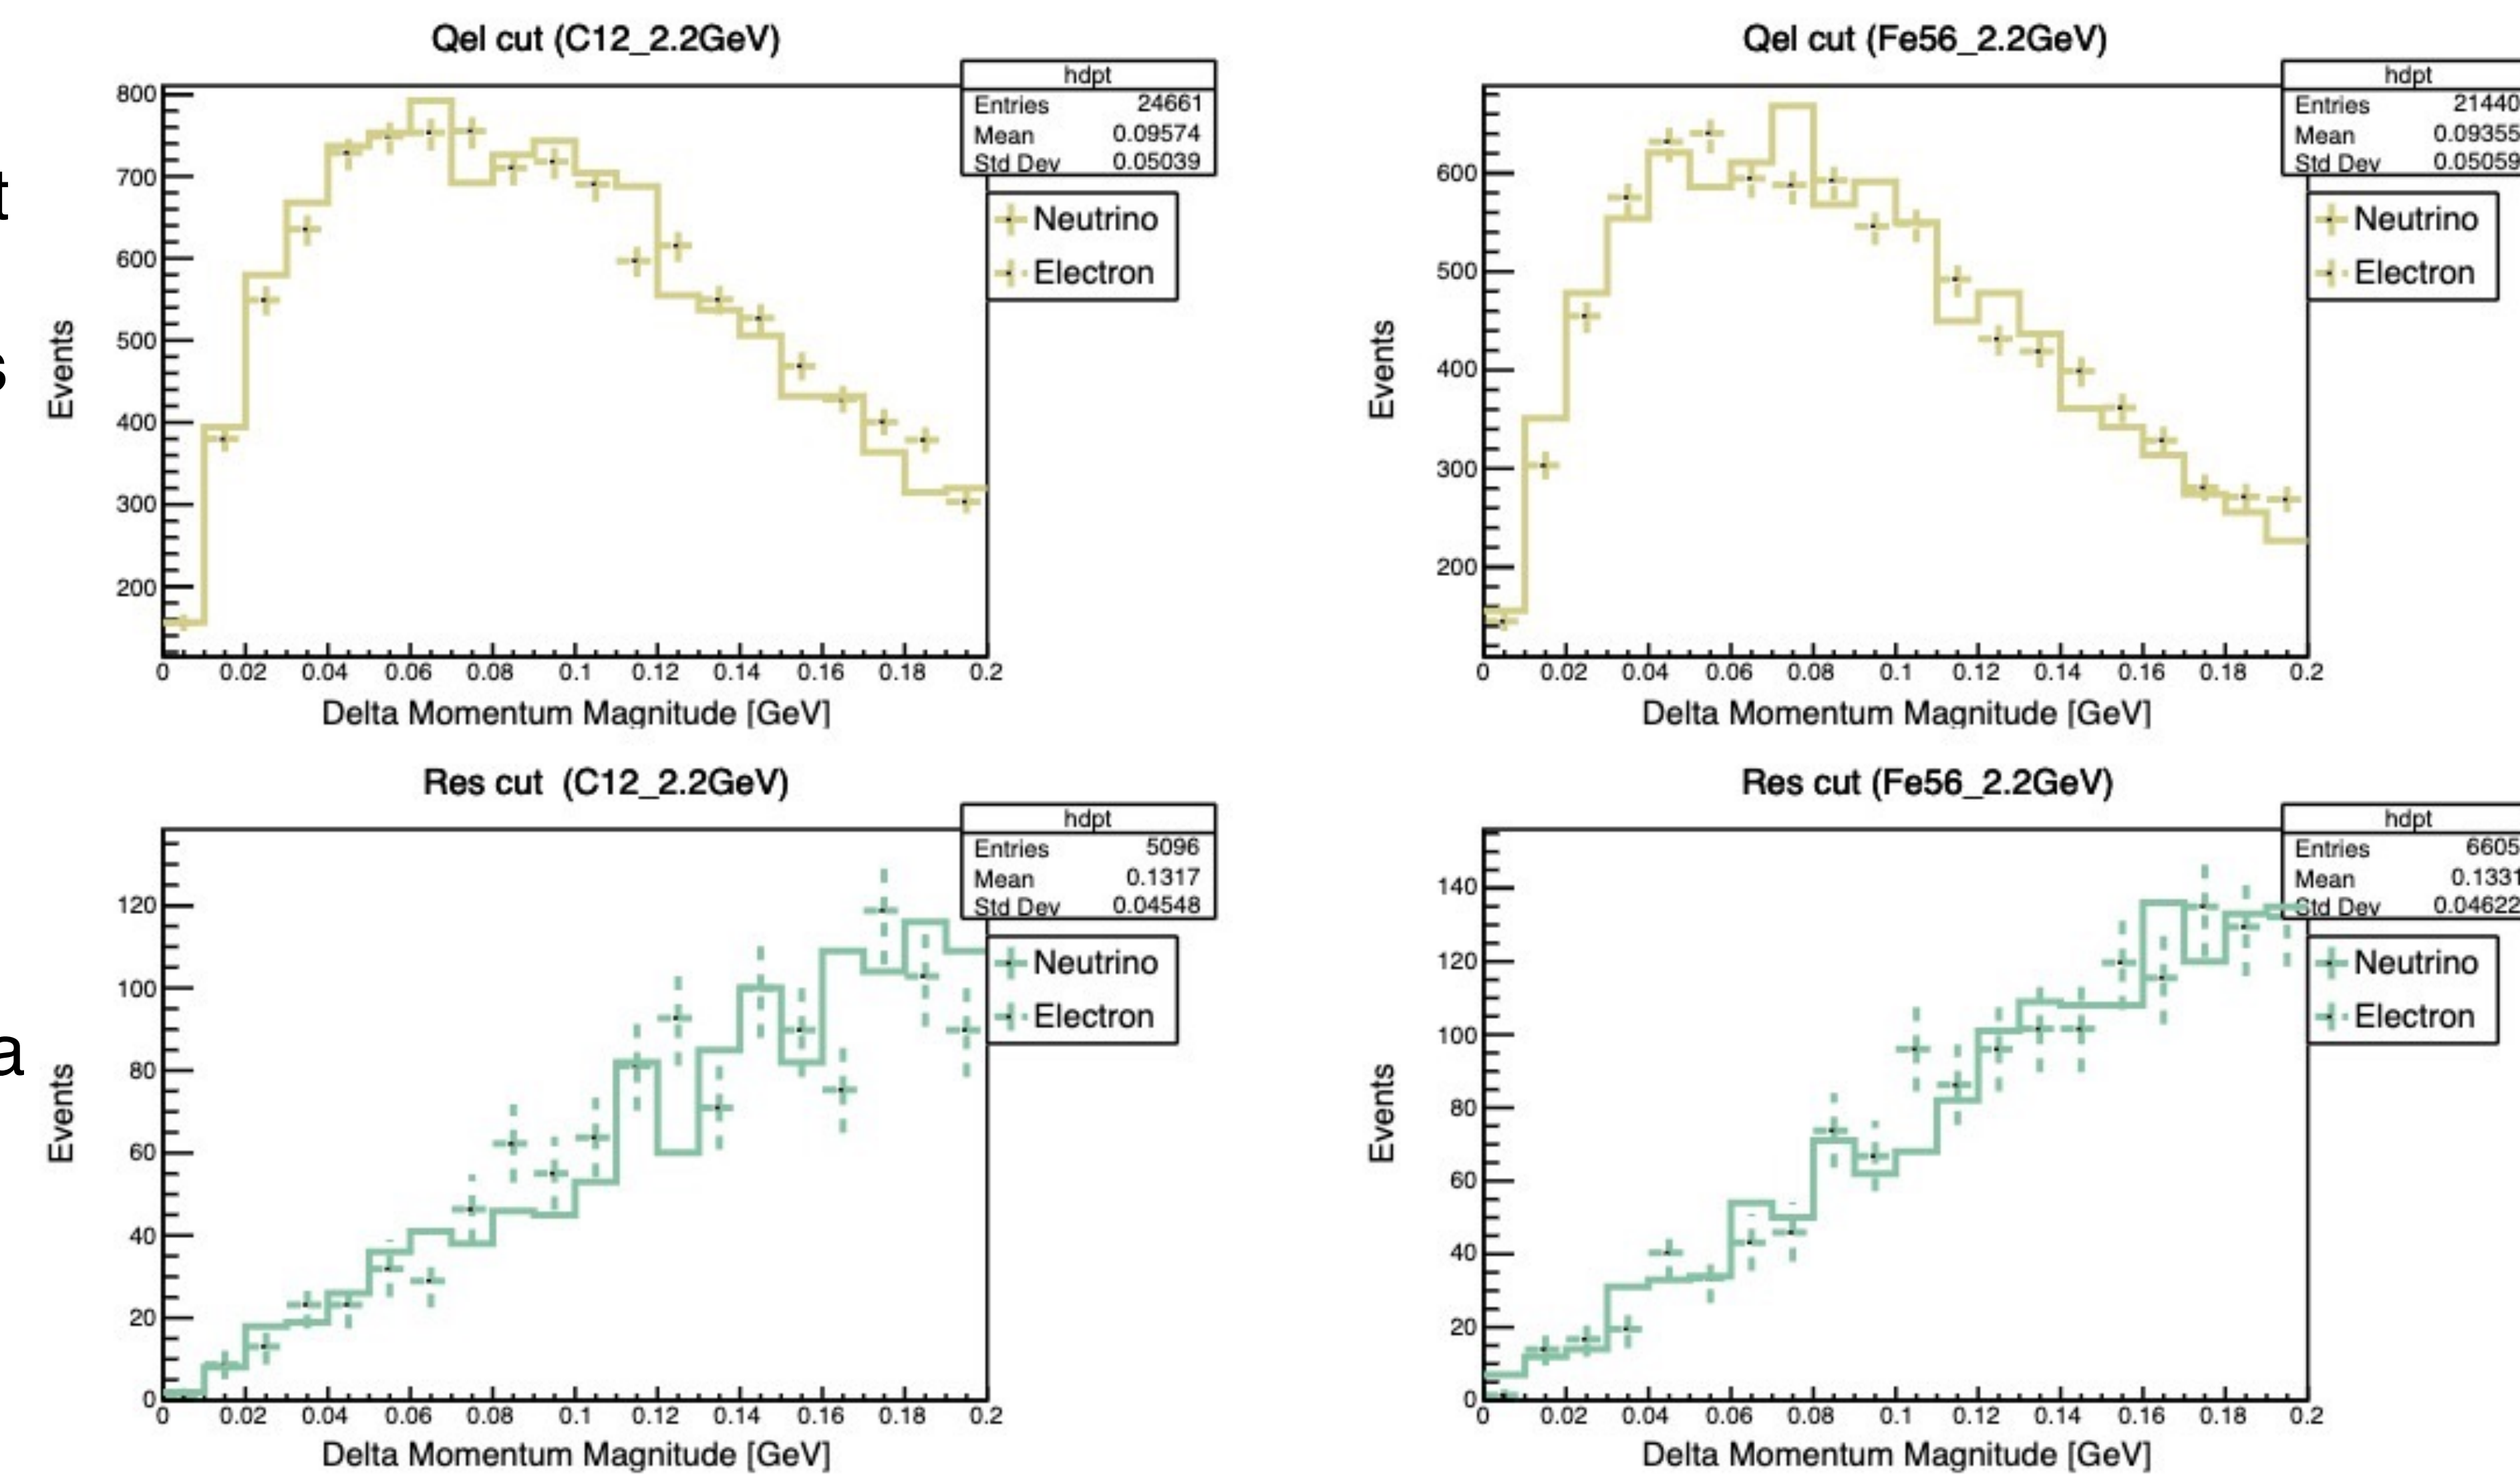 Qel cut (C12_2.2GeV)
hdpt
Entries 24661
Mean 0.09574
Std Dev 0.05039
Neutrino
Electron
Events
800
700
600
500
400
300
200
0 0.02 0.04 0.06 0.08 0.1 0.12 0.14 0.16 0.18 0.2
Delta Momentum Magnitude [GeV]
Qel cut (Fe56_2.2GeV)
hdpt
Entries 21440
Mean 0.09355
Std Dev 0.05059
Neutrino
Electron
Events
600
500
400
300
200
0 0.02 0.04 0.06 0.08 0.1 0.12 0.14 0.16 0.18 0.2
Delta Momentum Magnitude [GeV]
t
s
Res cut (C12_2.2GeV)
hdpt
Entries 5096
Mean 0.1317
Std Dev 0.04548
Neutrino
Electron
Events
120
100
80
60
40
20
0
0 0.02 0.04 0.06 0.08 0.1 0.12 0.14 0.16 0.18 0.2
Delta Momentum Magnitude [GeV]
Res cut (Fe56_2.2GeV)
hdpt
Entries 6605
Mean 0.1331
Std Dev 0.04622
Neutrino
Electron
Events
140
120
100
80
60
40
20
0
0 0.02 0.04 0.06 0.08 0.1 0.12 0.14 0.16 0.18 0.2
Delta Momentum Magnitude [GeV]
a